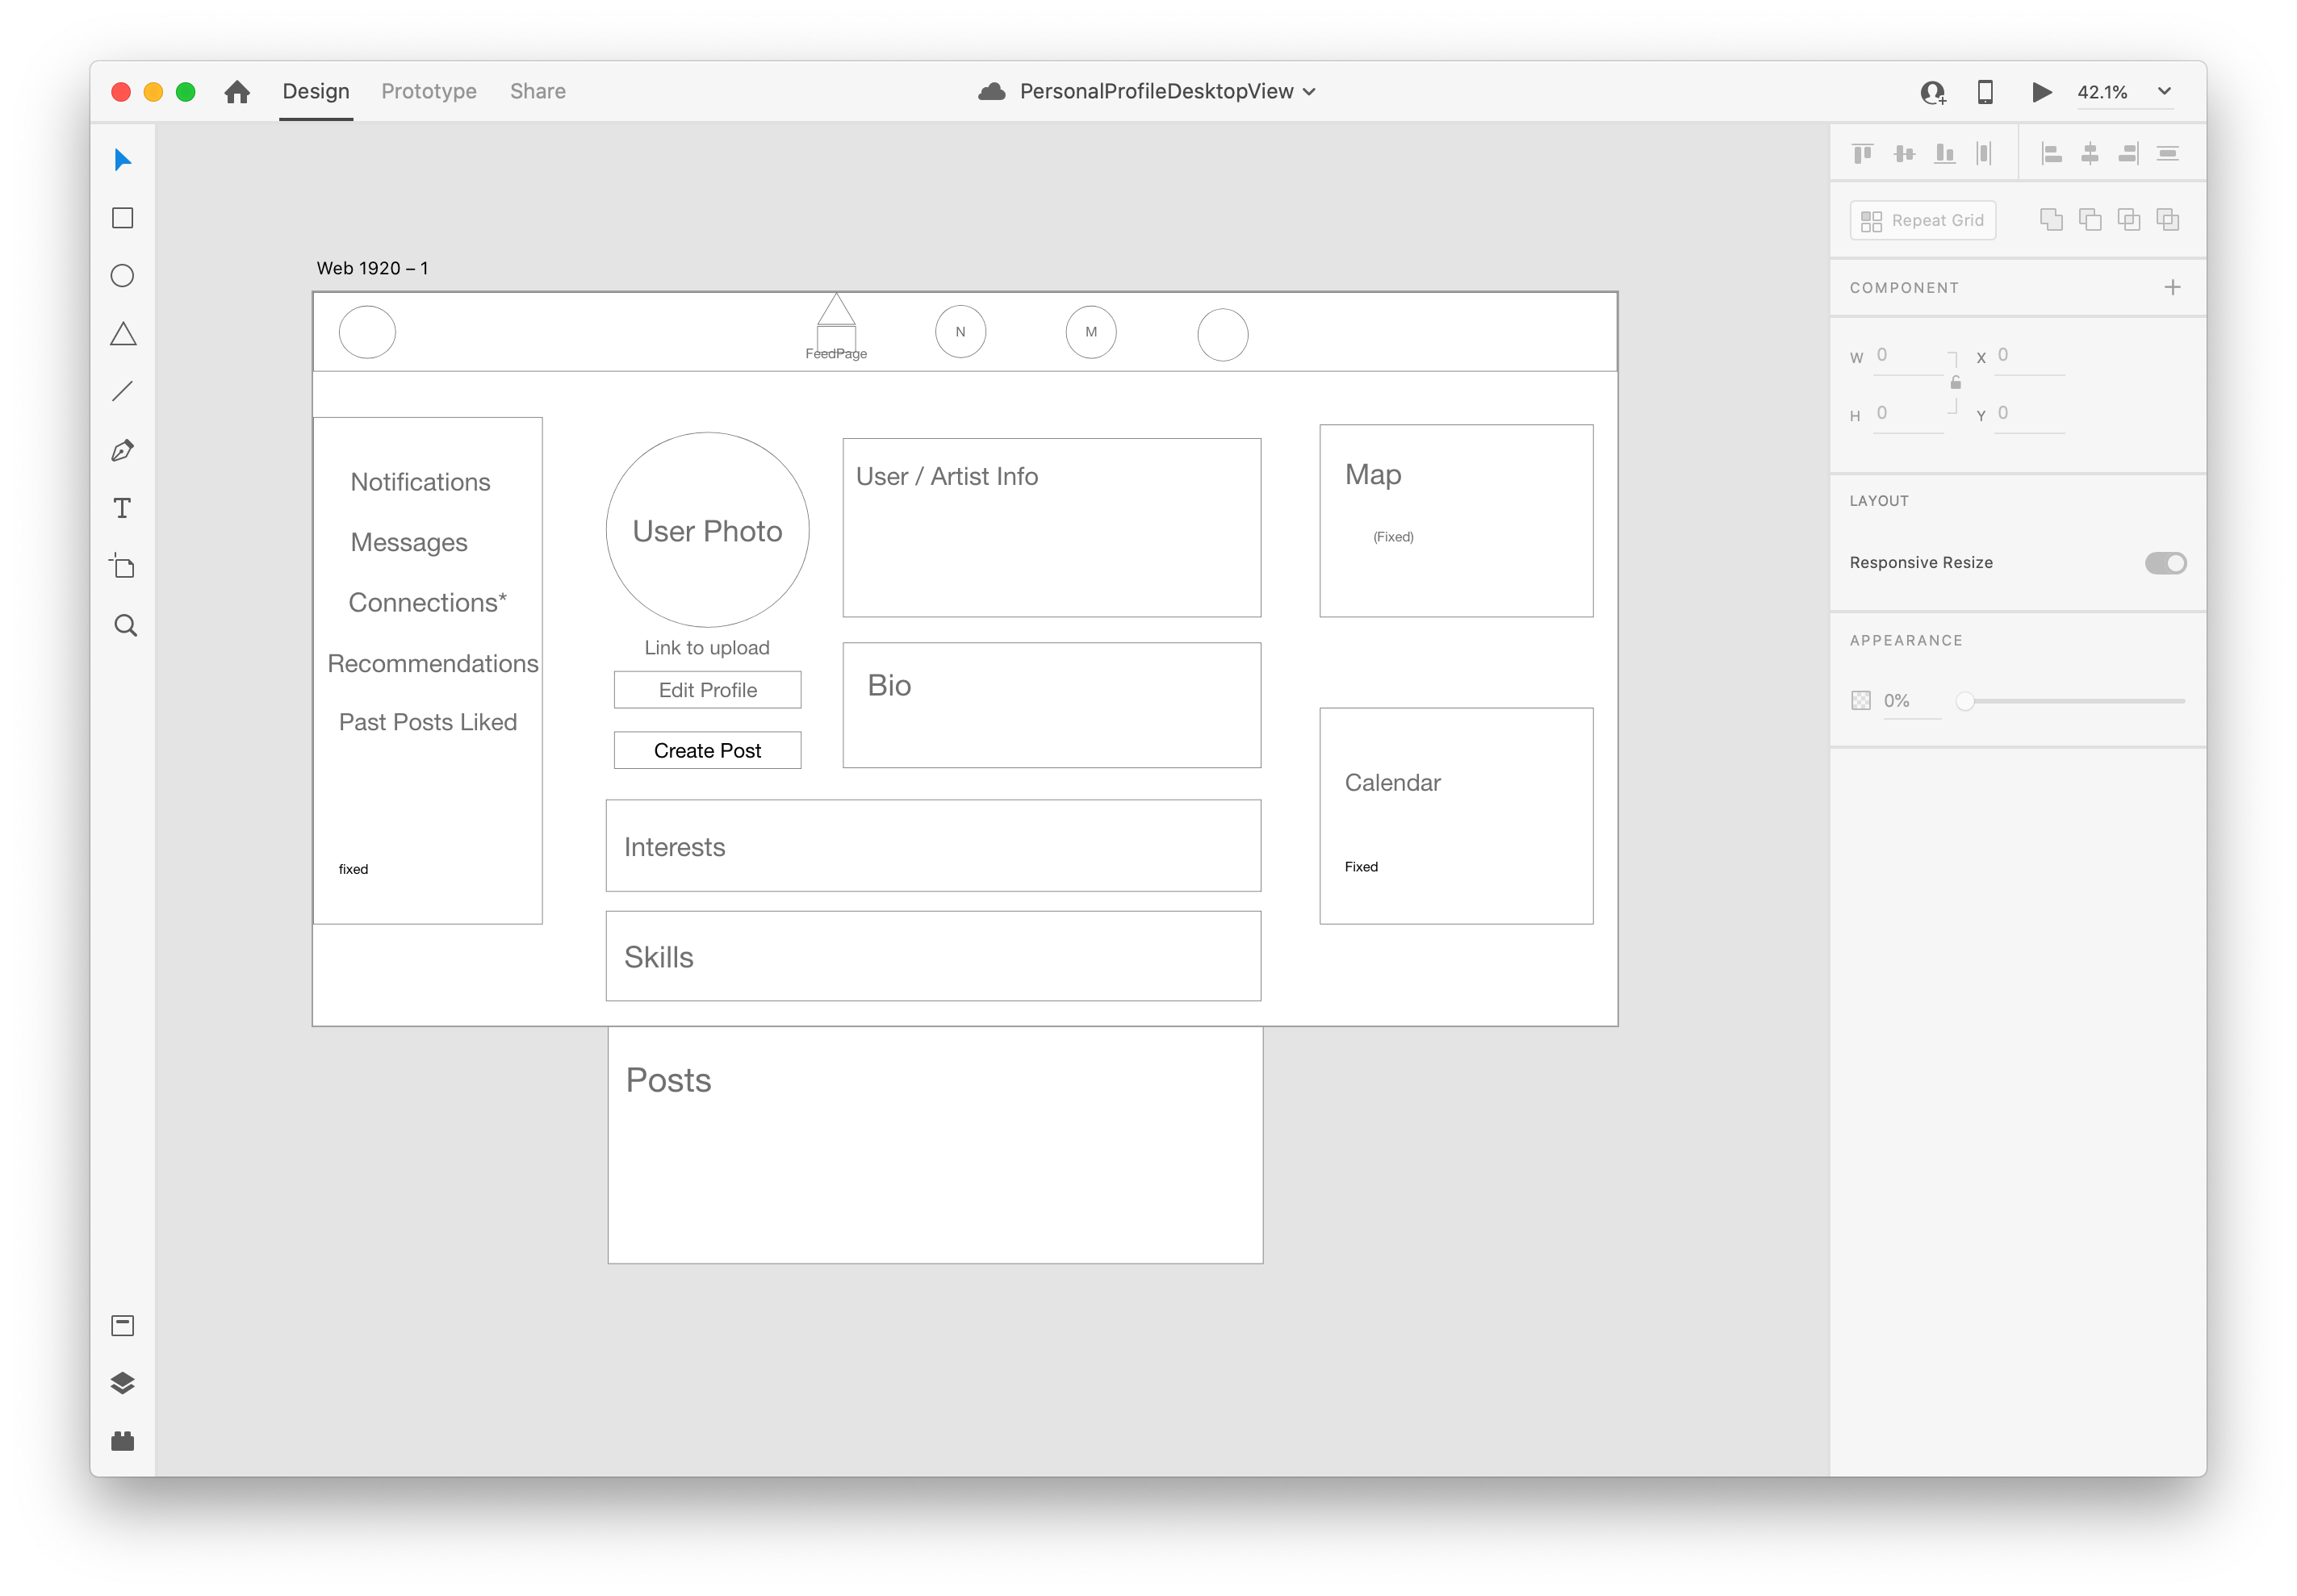 Design Prototype Share
PersonalProfileDesktopView
42.1%
Repeat Grid
COMPONENT
W 0 X 0
H 0 Y 0
LAYOUT
Responsive Resize
APPEARANCE
0%
Web 1920 – 1
FeedPage
N
M
Notifications
Messages
Connections*
Recommendations
Past Posts Liked
fixed
User Photo
Link to upload
Edit Profile
Create Post
User / Artist Info
Bio
Interests
Skills
Posts
Map
(Fixed)
Calendar
Fixed